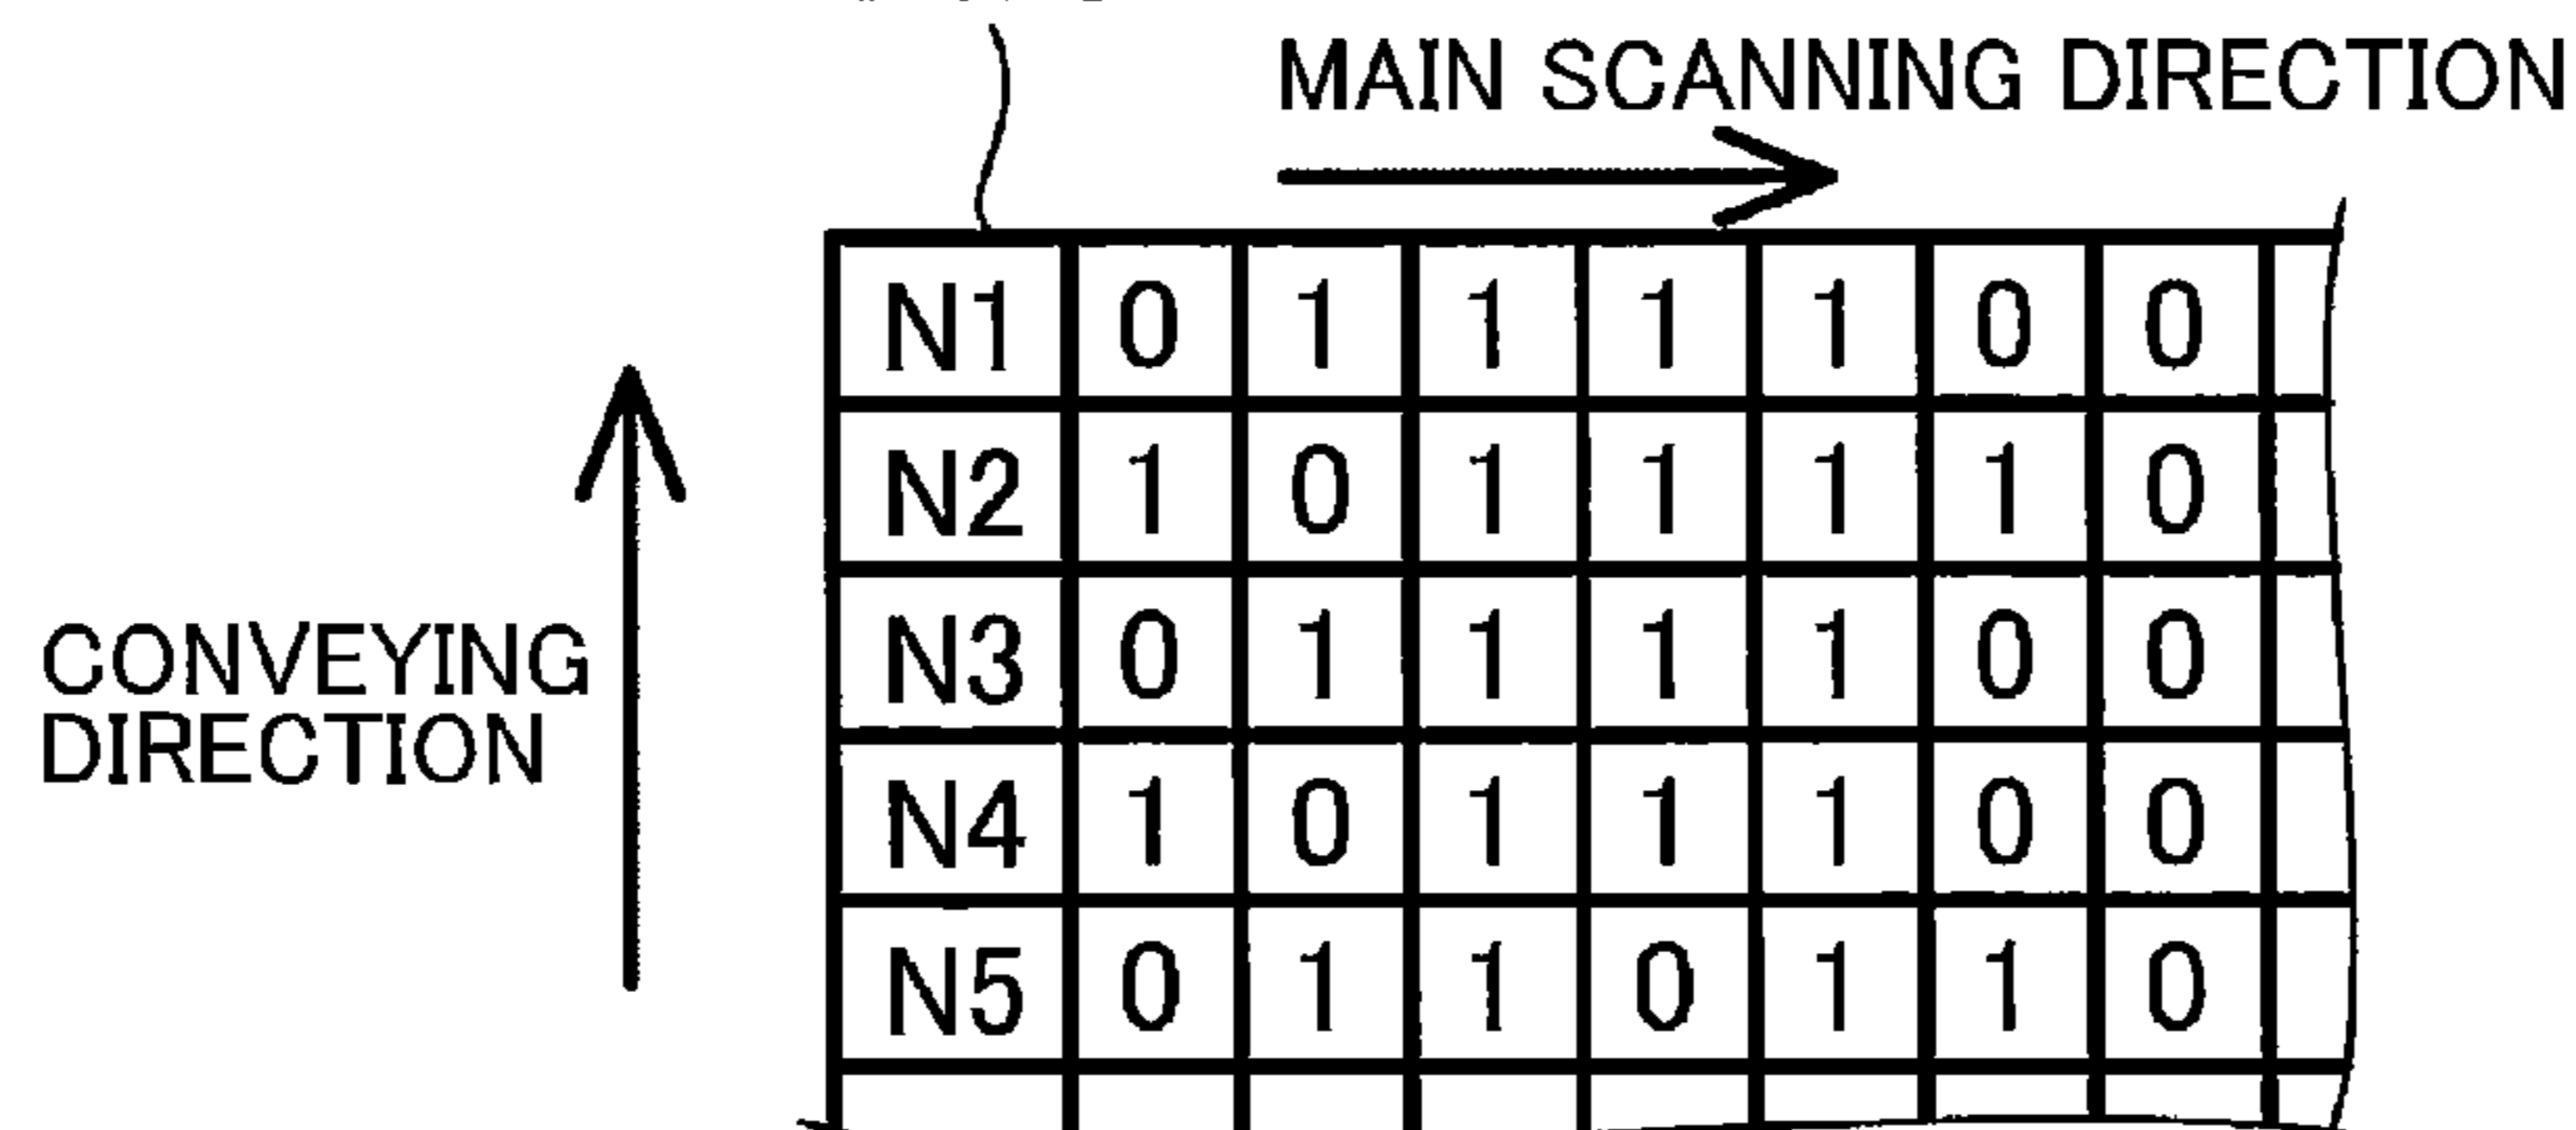 MAIN SCANNING DIRECTION
N1 0 1 1 1 1 0 0
N2 1 0 1 1 1 1 0
N3 0 1 1 1 1 0 0
CONVEYING
DIRECTION
N4 1 0 1 1 1 0 0
N5 0 1 1 0 1 1 0